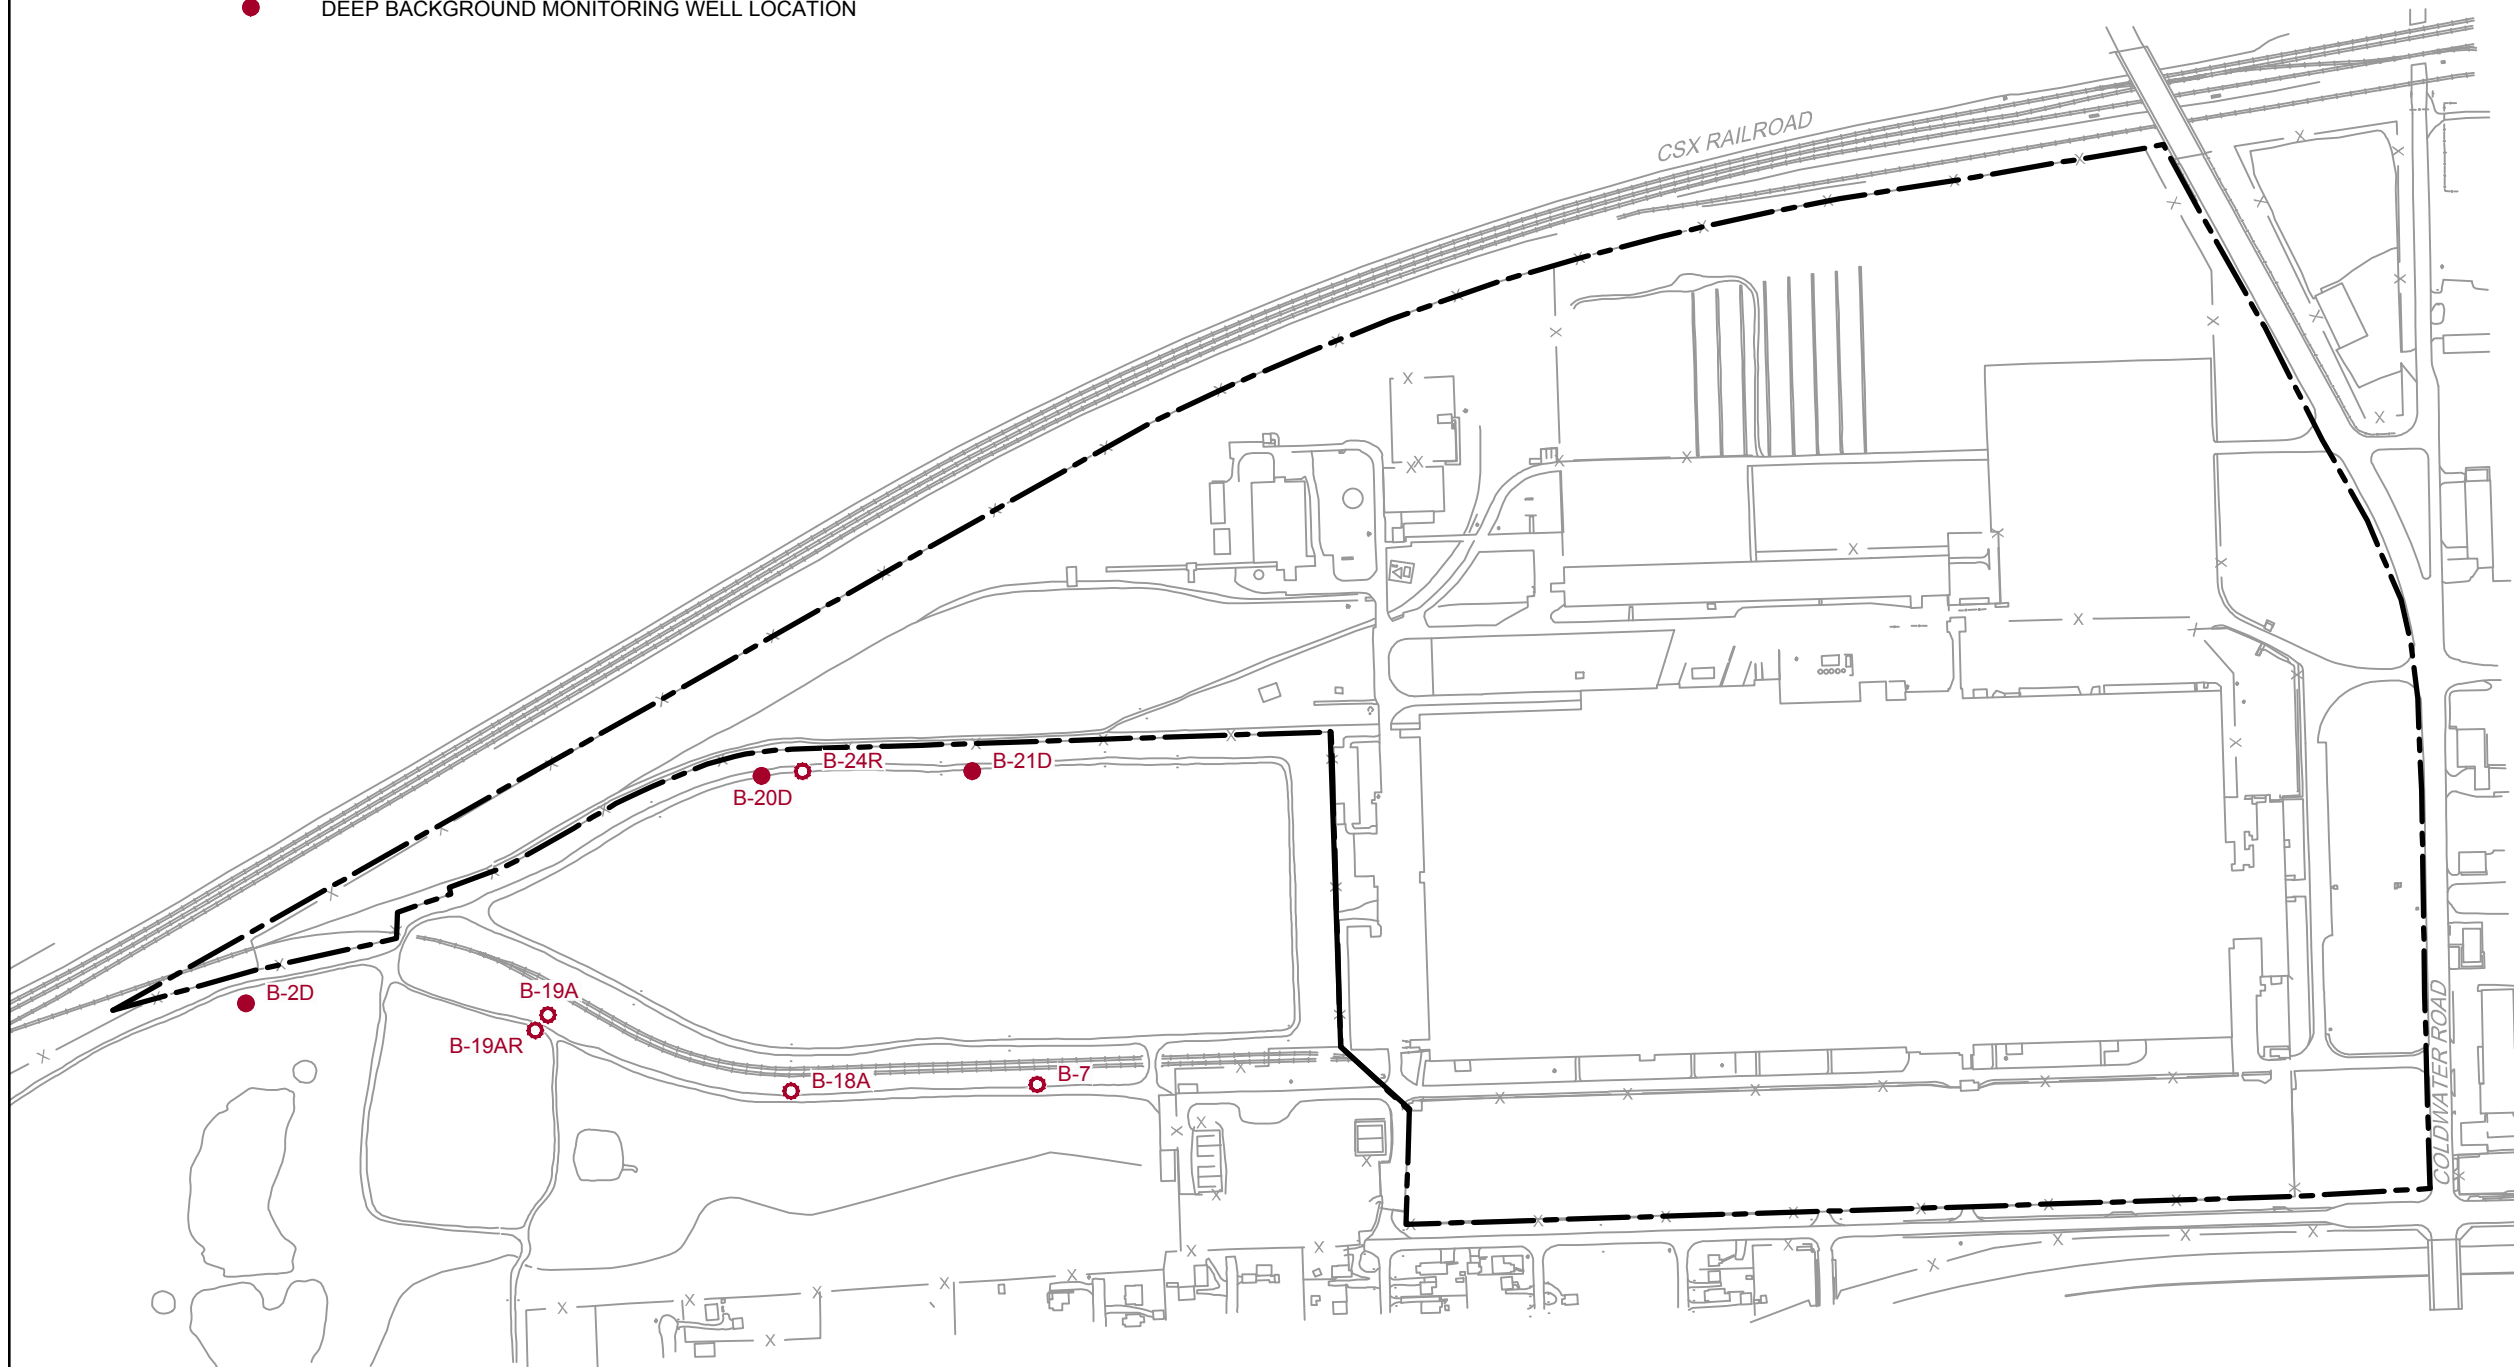 DEEP BACKGROUND MONITORING WELL LOCATION
CSX RAILROAD
B-24R
B-21D
B-20D
B-2D
B-19A
B-19AR
B-18A
B-7
COLDWATER ROAD